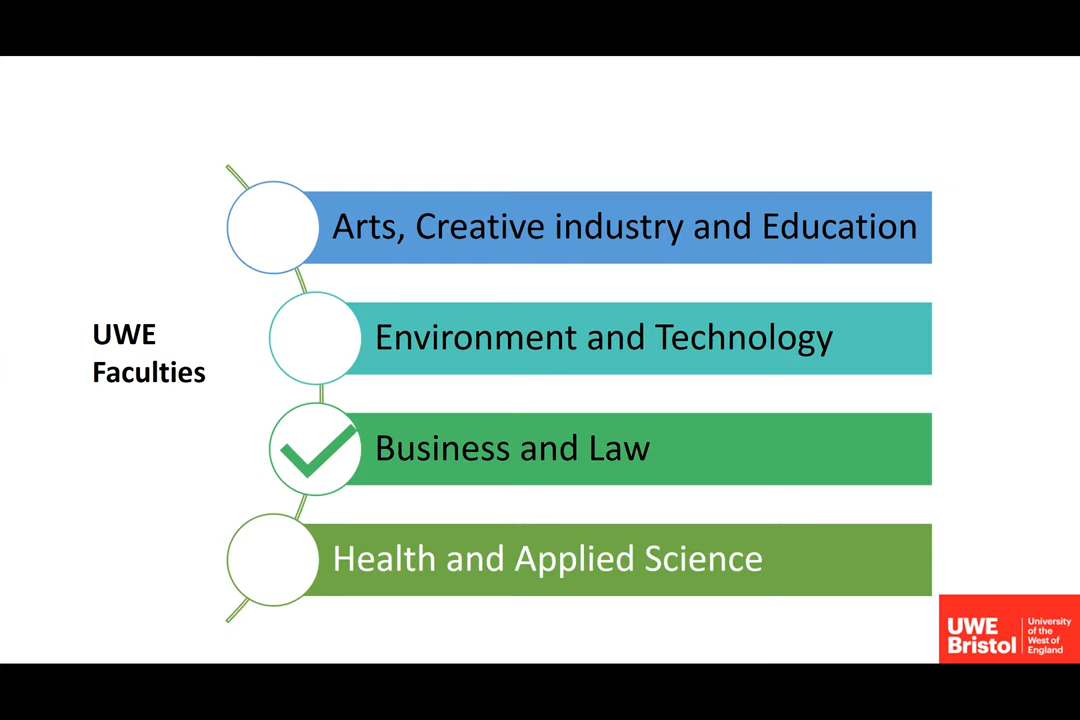 Arts, Creative industry and Education
UWE
Faculties
Environment and Technology
Business and Law
Health and Applied Science
UWE
Bristol
University
of the
West of
England